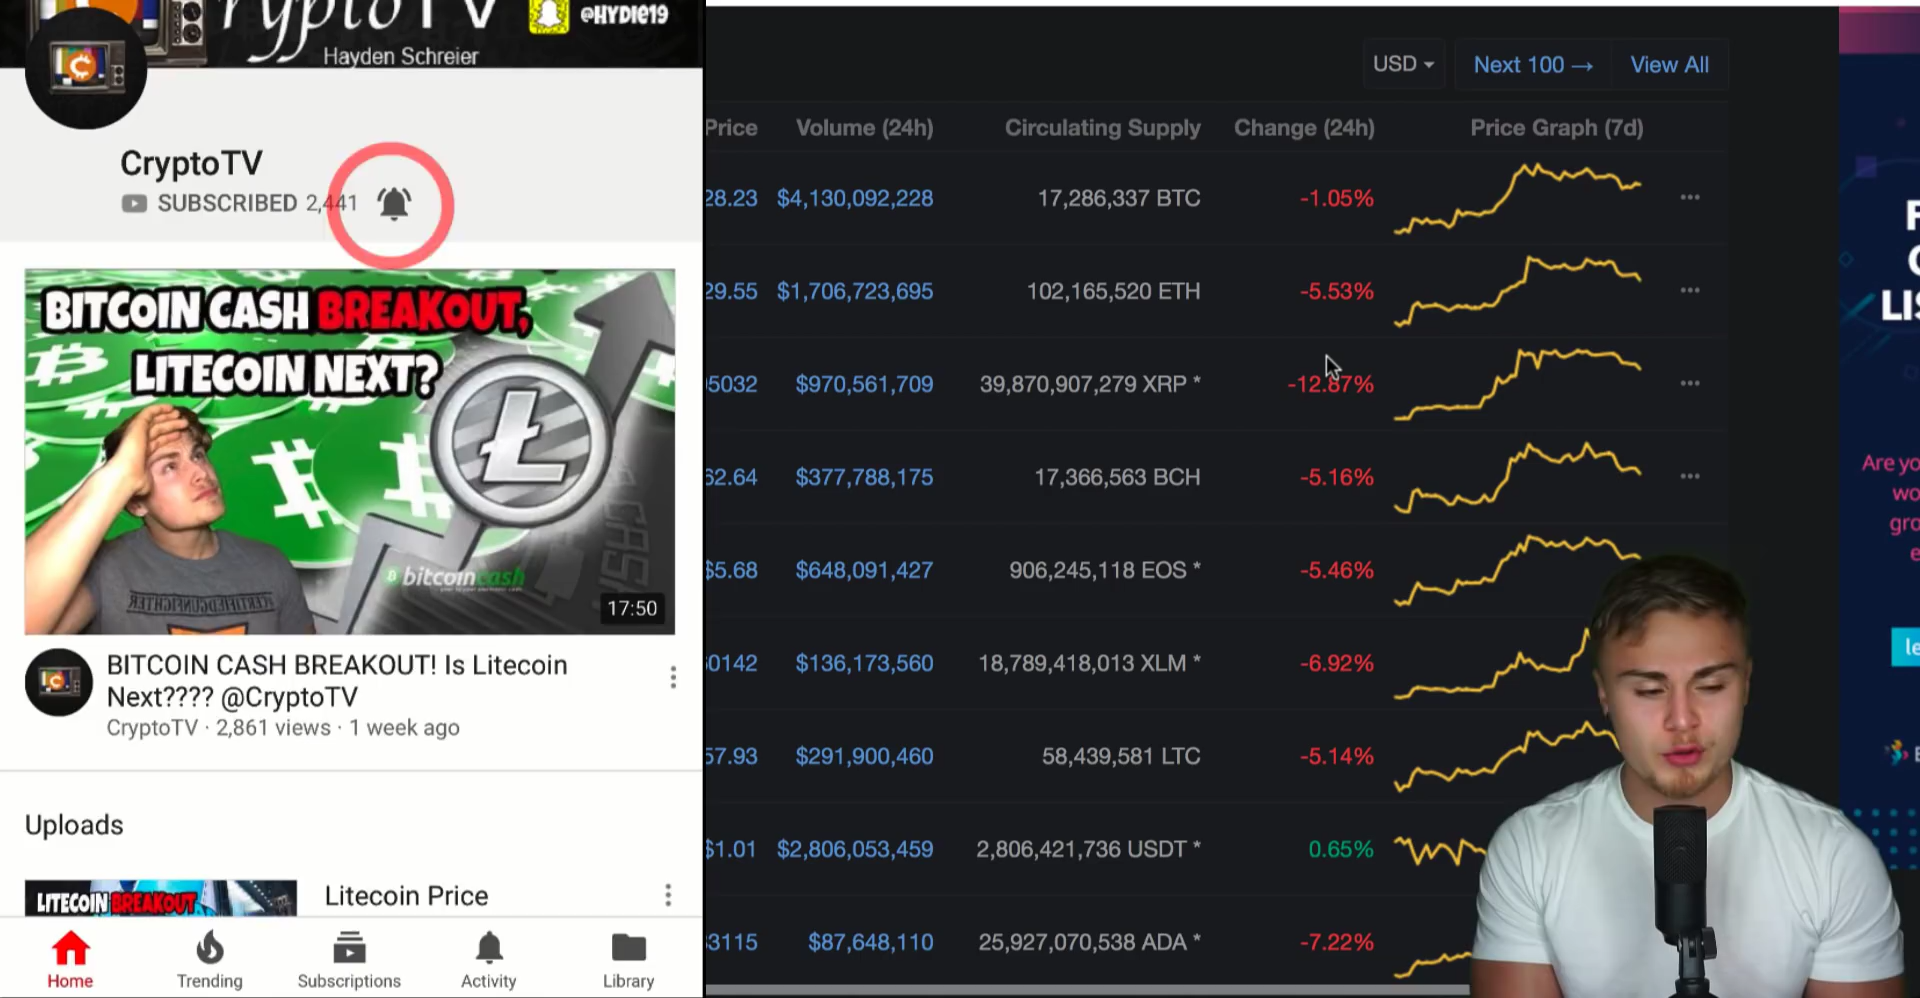 CryptoTV
@HYDIE19
Hayden Schreier
CryptoTV
SUBSCRIBED 2,441
BITCOIN CASH BREAKOUT,
LITECOIN NEXT?
bitcoincash
17:50
BITCOIN CASH BREAKOUT! Is Litecoin
Next???? @CryptoTV
CryptoTV · 2,861 views · 1 week ago
Uploads
LITECOIN BREAKOUT
Litecoin Price
Home
Trending
Subscriptions
Activity
Library
USD
Next 100 →
View All
Price Volume (24h) Circulating Supply Change (24h) Price Graph (7d)
28.23 $4,130,092,228 17,286,337 BTC -1.05%
29.55 $1,706,723,695 102,165,520 ETH -5.53%
5032 $970,561,709 39,870,907,279 XRP * -12.87%
62.64 $377,788,175 17,366,563 BCH -5.16%
$5.68 $648,091,427 906,245,118 EOS * -5.46%
0142 $136,173,560 18,789,418,013 XLM * -6.92%
57.93 $291,900,460 58,439,581 LTC -5.14%
$1.01 $2,806,053,459 2,806,421,736 USDT * 0.65%
3115 $87,648,110 25,927,070,538 ADA * -7.22%
Are yo
wo
gro
e
le